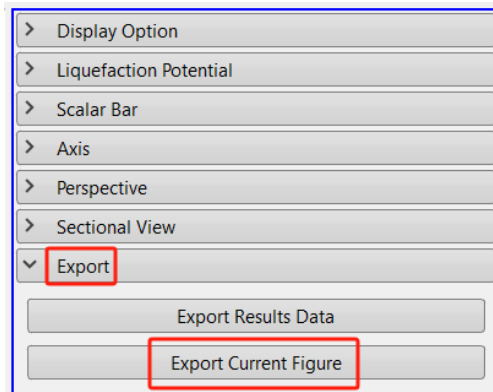 Display Option
Liquefaction Potential
Scalar Bar
Axis
Perspective
Sectional View
Export
Export Results Data
Export Current Figure